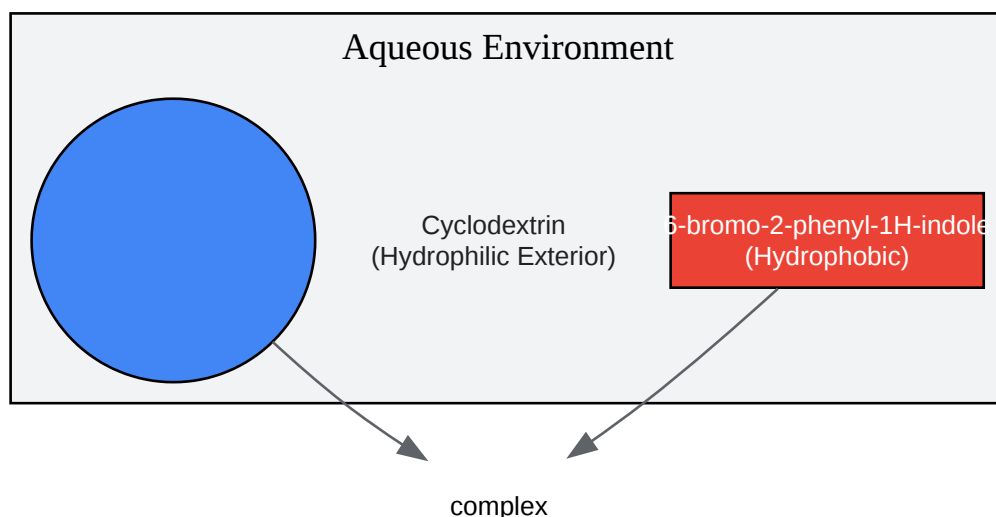 Aqueous Environment
Cyclodextrin
(Hydrophilic Exterior)
6-bromo-2-phenyl-1H-indole
(Hydrophobic)
complex